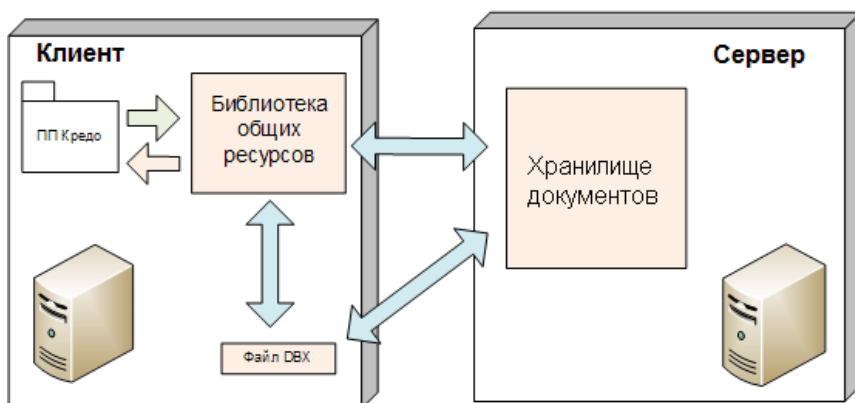 Клиент
ПП Кредо
Библиотека
общих
ресурсов
Файл DBX
Сервер
Хранилище
документов